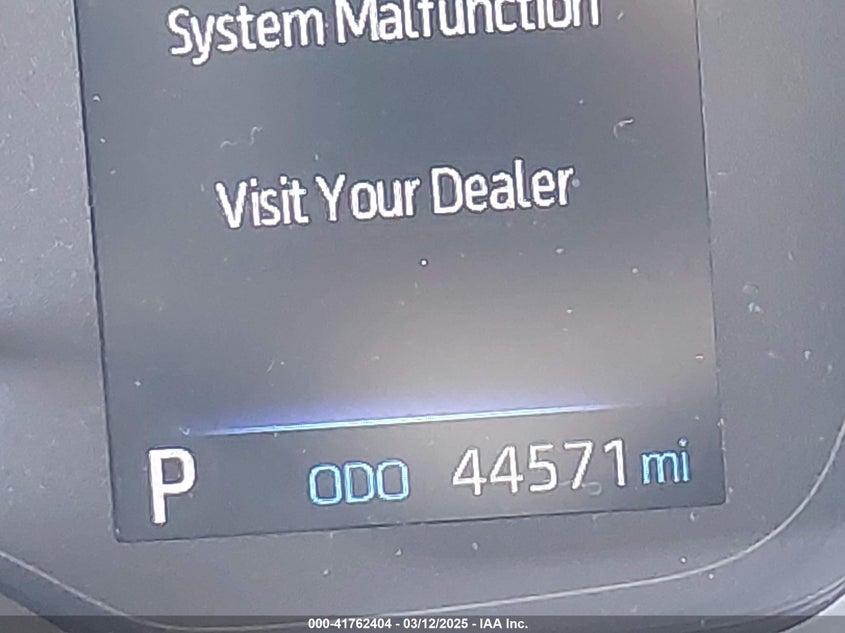 System Malfunction
Visit Your Dealer
P ODO 44571 mi
000-41762404 - 03/12/2025 - IAA Inc.